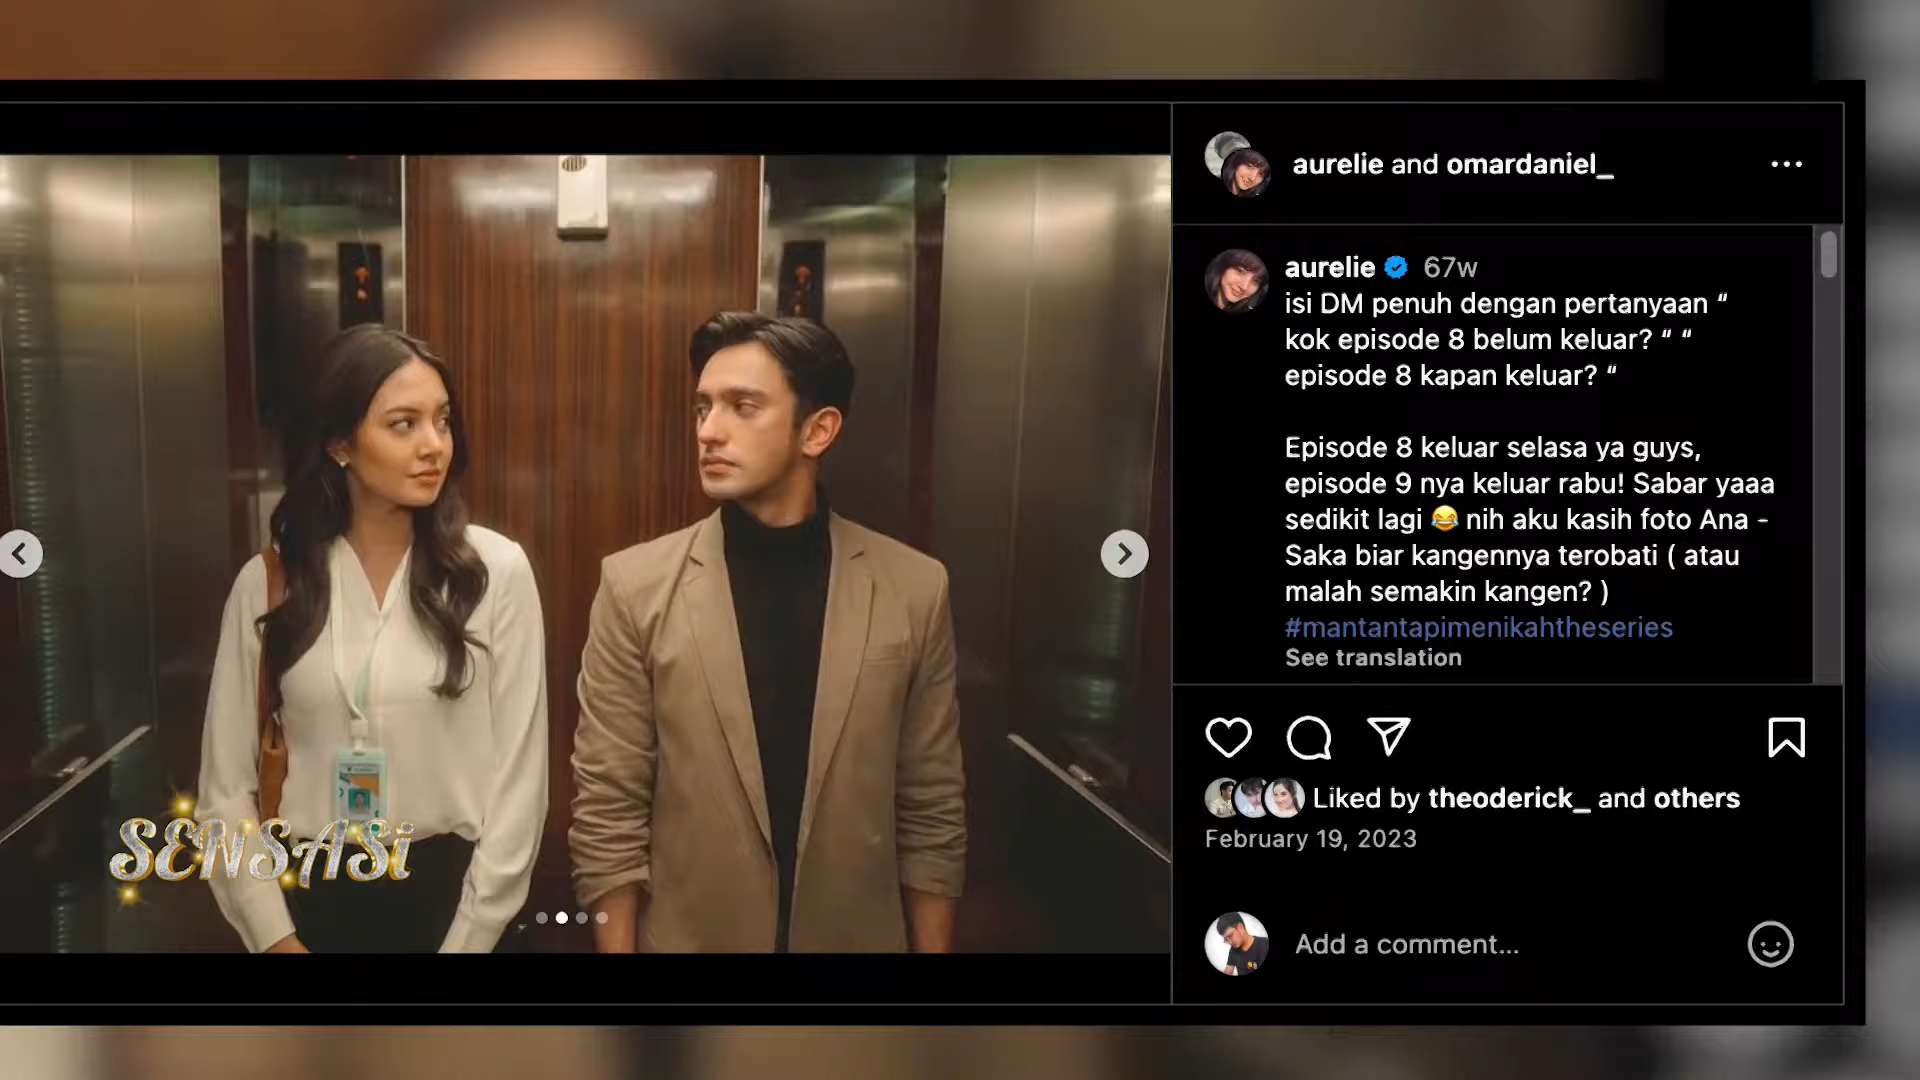 aurelie and omardaniel_
aurelie 67w
isi DM penuh dengan pertanyaan “
kok episode 8 belum keluar? “ “
episode 8 kapan keluar? “
Episode 8 keluar selasa ya guys,
episode 9 nya keluar rabu! Sabar yaaa
sedikit lagi 😂 nih aku kasih foto Ana -
Saka biar kangennya terobati ( atau
malah semakin kangen? )
#mantantapimenikahtheseries
See translation
Liked by theoderick_ and others
February 19, 2023
Add a comment...
SENSASi